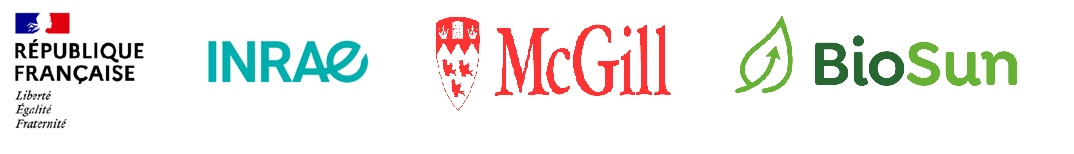 RÉPUBLIQUE
FRANÇAISE
Liberté
Égalité
Fraternité
INRAE
McGill
BioSun